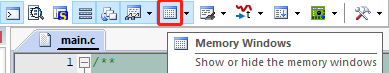 main.c
Memory Windows
1 /**
Show or hide the memory windows